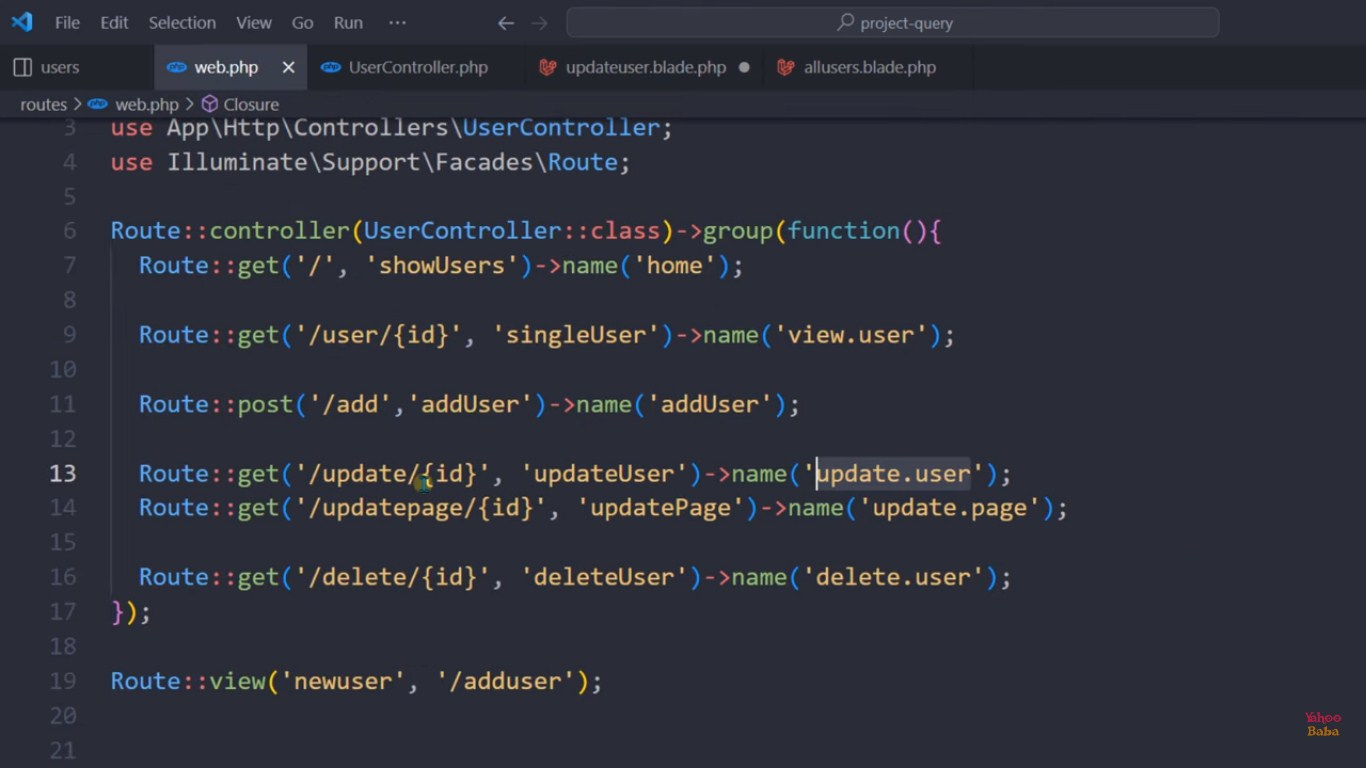 File Edit Selection View Go Run ··· ← → project-query
users web.php × UserController.php updateuser.blade.php ● allusers.blade.php
routes > web.php > Closure
3 use App\Http\Controllers\UserController;
4 use Illuminate\Support\Facades\Route;
5
6 Route::controller(UserController::class)->group(function(){
7 Route::get('/', 'showUsers')->name('home');
8
9 Route::get('/user/{id}', 'singleUser')->name('view.user');
10
11 Route::post('/add','addUser')->name('addUser');
12
13 Route::get('/update/{id}', 'updateUser')->name('update.user');
14 Route::get('/updatepage/{id}', 'updatePage')->name('update.page');
15
16 Route::get('/delete/{id}', 'deleteUser')->name('delete.user');
17 });
18
19 Route::view('newuser', '/adduser');
20
21
Yahoo
Baba